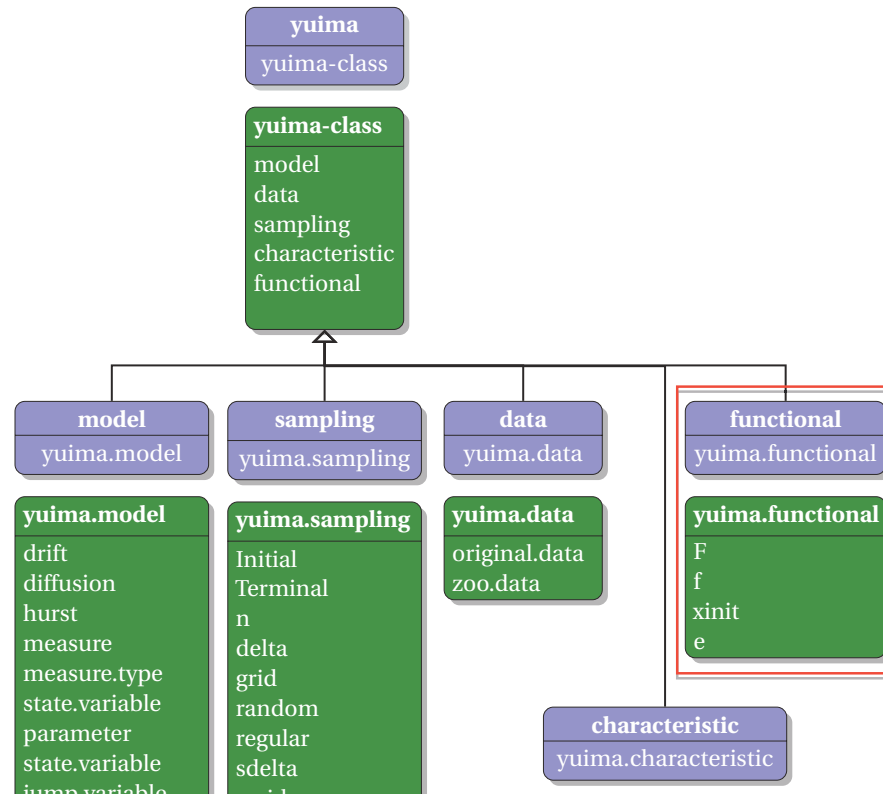 yuima
yuima-class
yuima-class
model
data
sampling
characteristic
functional
model
yuima.model
sampling
yuima.sampling
data
yuima.data
functional
yuima.functional
yuima.model
drift
diffusion
hurst
measure
measure.type
state.variable
parameter
state.variable
jump.variable
yuima.sampling
Initial
Terminal
n
delta
grid
random
regular
sdelta
yuima.data
original.data
zoo.data
yuima.functional
F
f
xinit
e
characteristic
yuima.characteristic